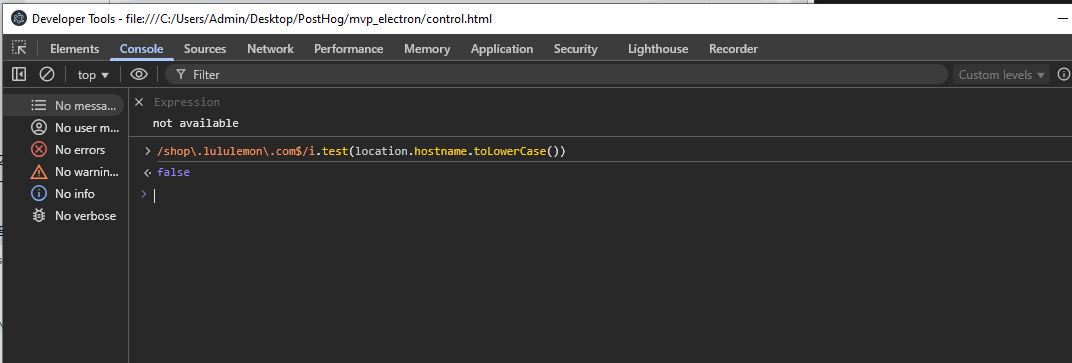 Developer Tools - file:///C:/Users/Admin/Desktop/PostHog/mvp_electron/control.html
Elements Console Sources Network Performance Memory Application Security Lighthouse Recorder
top Filter Custom levels
No messa... Expression
not available
No user m...
No errors /shop\.lululemon\.com$/i.test(location.hostname.toLowerCase())
No warnin... false
No info
No verbose